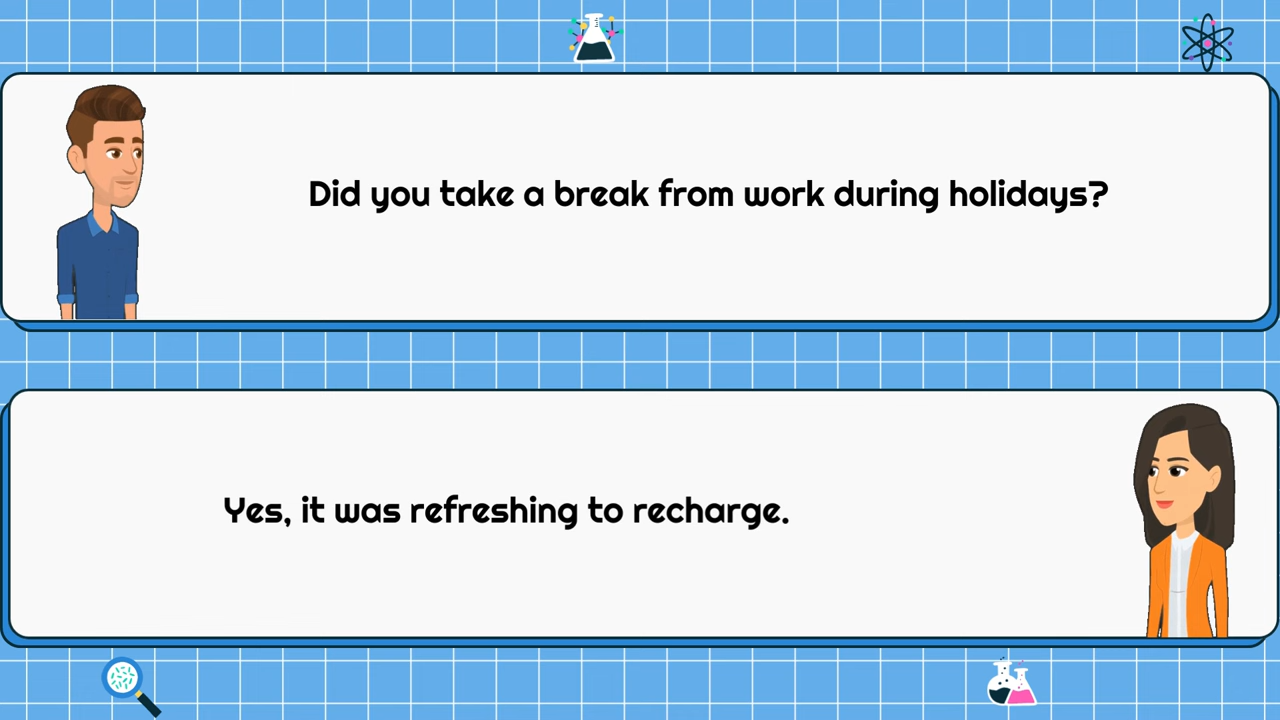 Did you take a break from work during holidays?
Yes, it was refreshing to recharge.